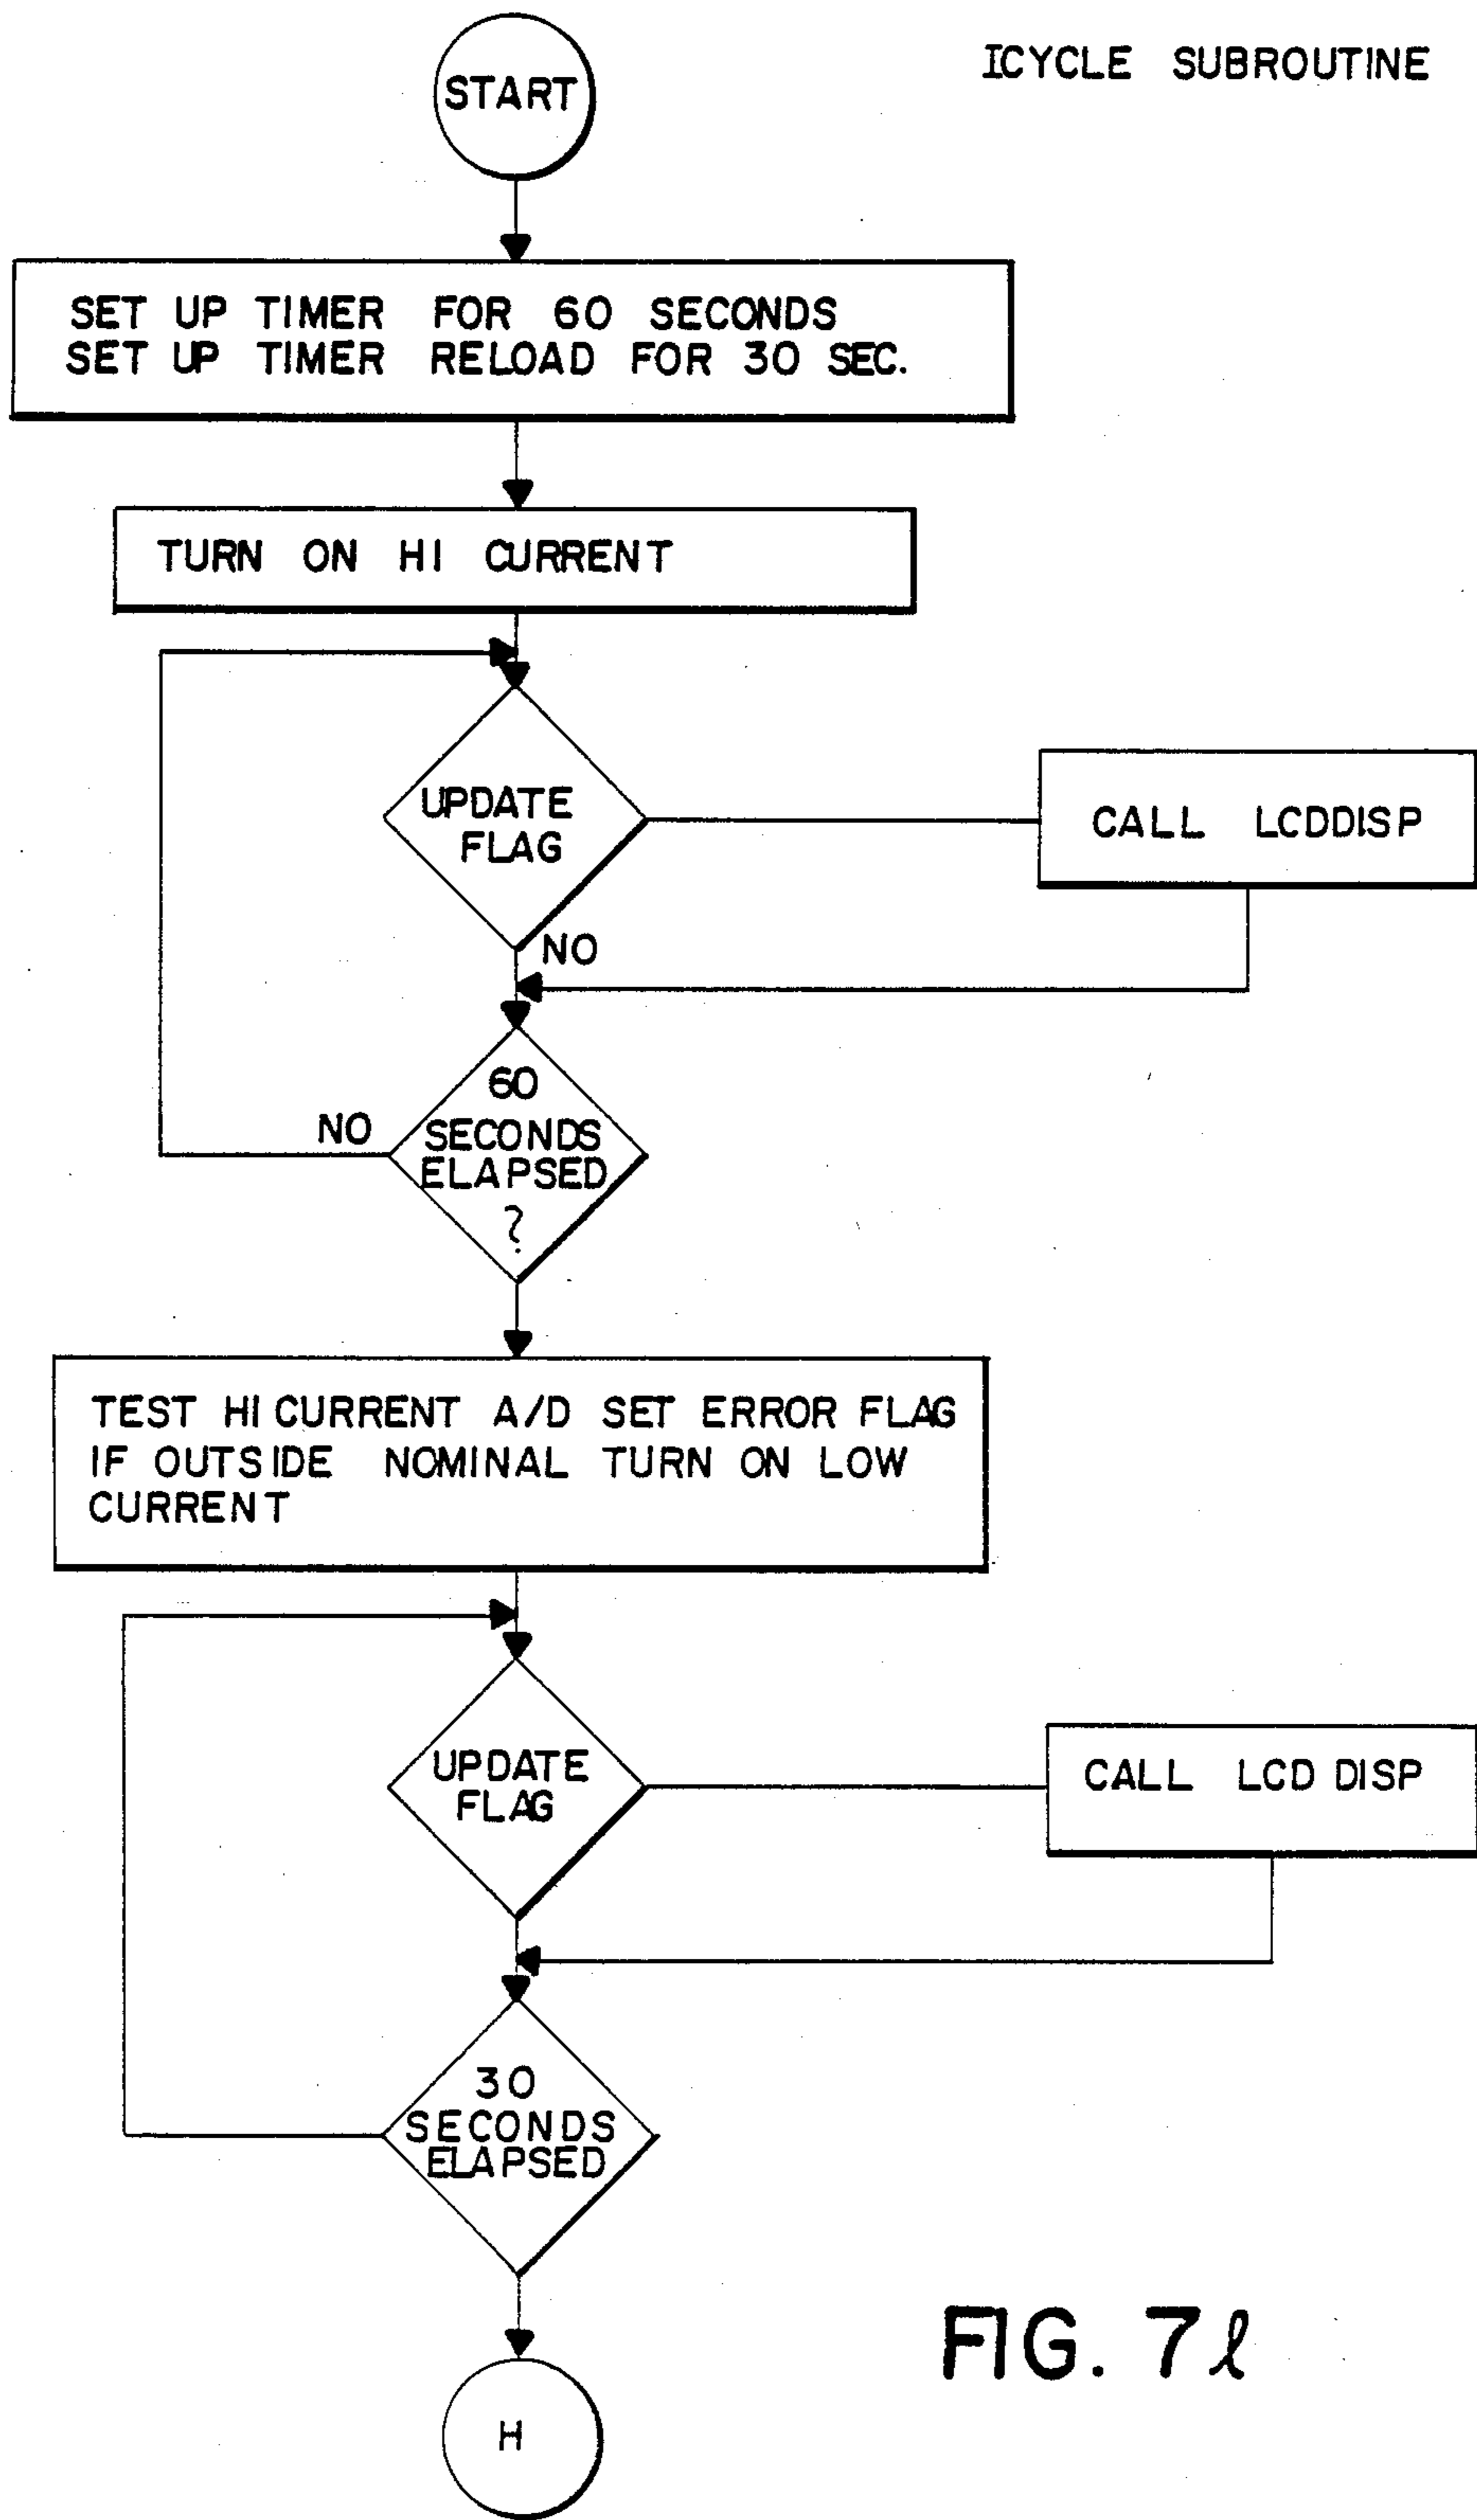 ICYCLE SUBROUTINE
START
SET UP TIMER FOR 60 SECONDS
SET UP TIMER RELOAD FOR 30 SEC.
TURN ON HI CURRENT
UPDATE
FLAG
CALL LCDDISP
NO
60
SECONDS
ELAPSED
?
NO
TEST HI CURRENT A/D SET ERROR FLAG
IF OUTSIDE NOMINAL TURN ON LOW
CURRENT
UPDATE
FLAG
CALL LCD DISP
30
SECONDS
ELAPSED
H
FIG. 7ℓ